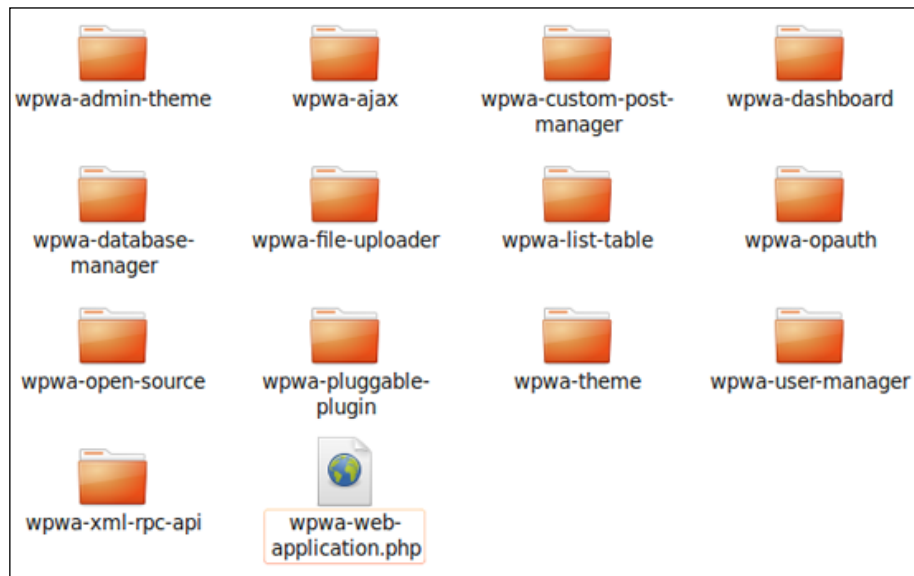 wpwa-admin-theme
wpwa-ajax
wpwa-custom-post-
manager
wpwa-dashboard
wpwa-database-
manager
wpwa-file-uploader
wpwa-list-table
wpwa-opauth
wpwa-open-source
wpwa-pluggable-
plugin
wpwa-theme
wpwa-user-manager
wpwa-xml-rpc-api
wpwa-web-
application.php